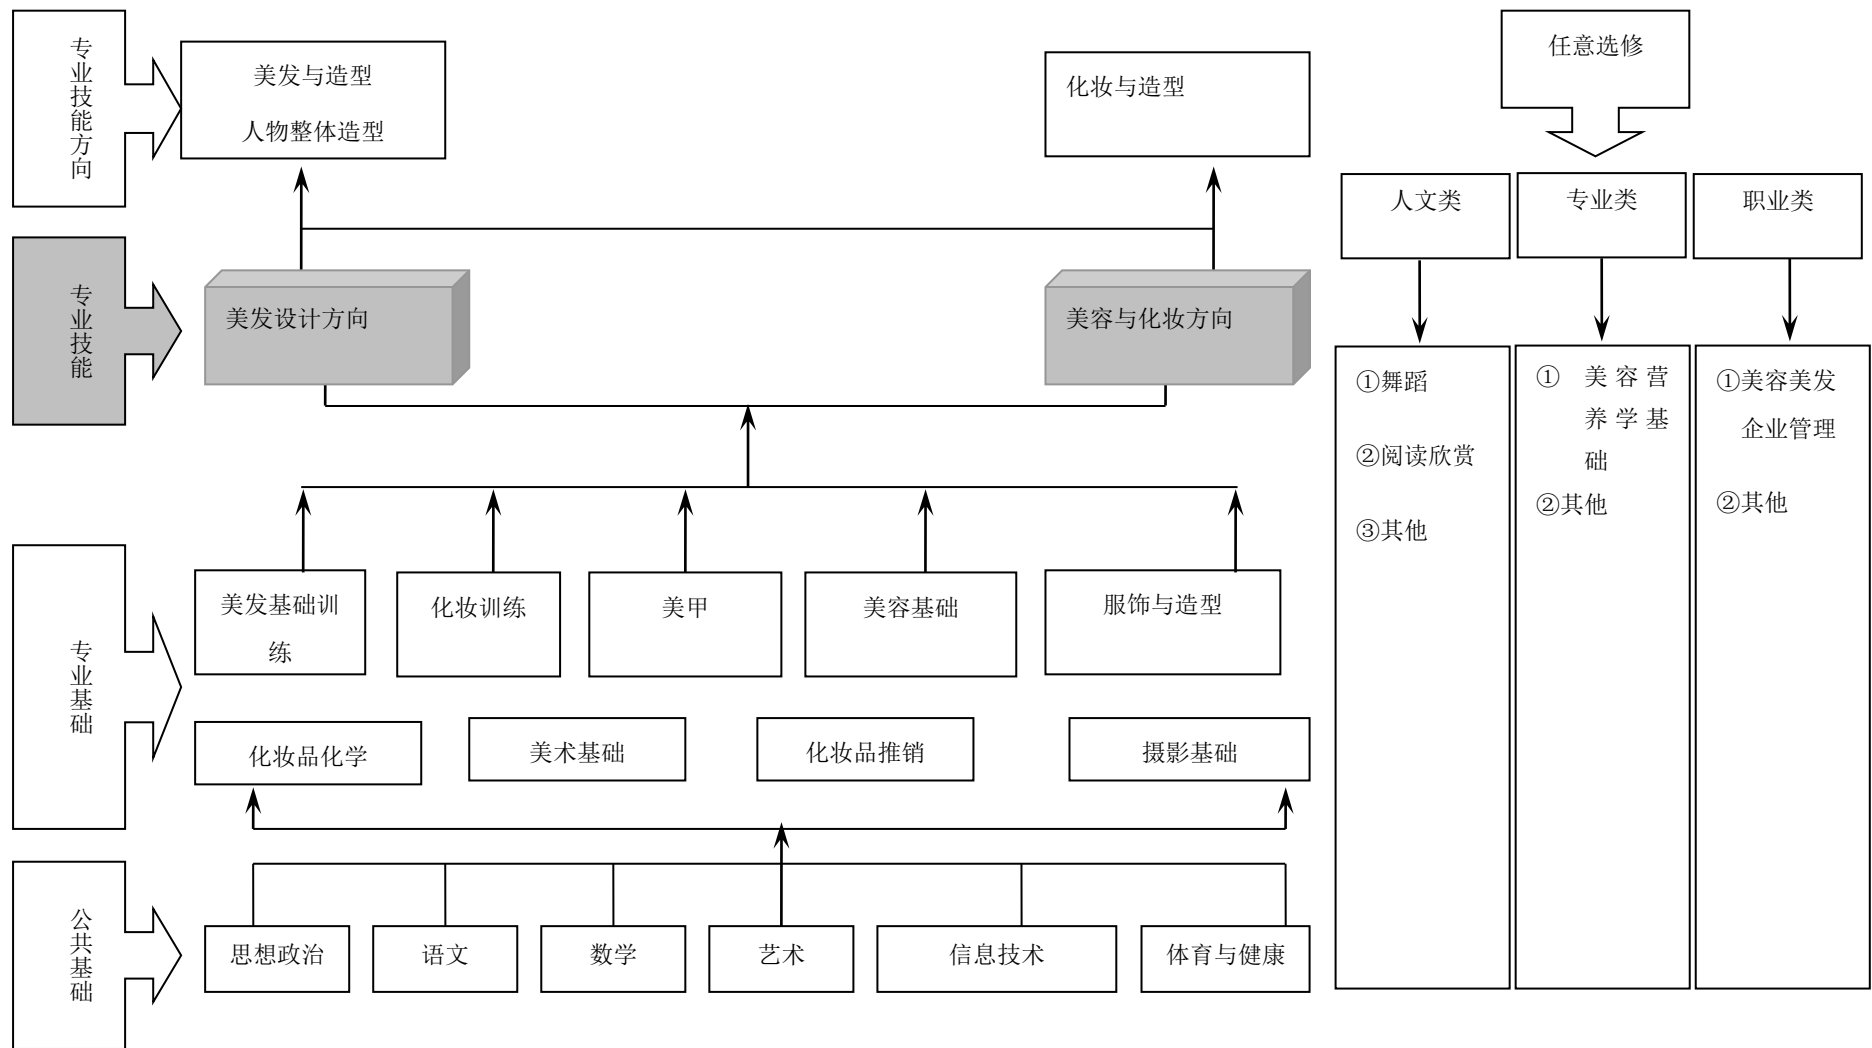 专业技能方向
美发与造型
人物整体造型
化妆与造型
任意选修
人文类
专业类
职业类
专业技能
美发设计方向
美容与化妆方向
①舞蹈
②阅读欣赏
③其他
① 美容营
养学基
础
②其他
①美容美发
企业管理
②其他
专业基础
美发基础训
练
化妆训练
美甲
美容基础
服饰与造型
化妆品化学
美术基础
化妆品推销
摄影基础
公共基础
思想政治
语文
数学
艺术
信息技术
体育与健康